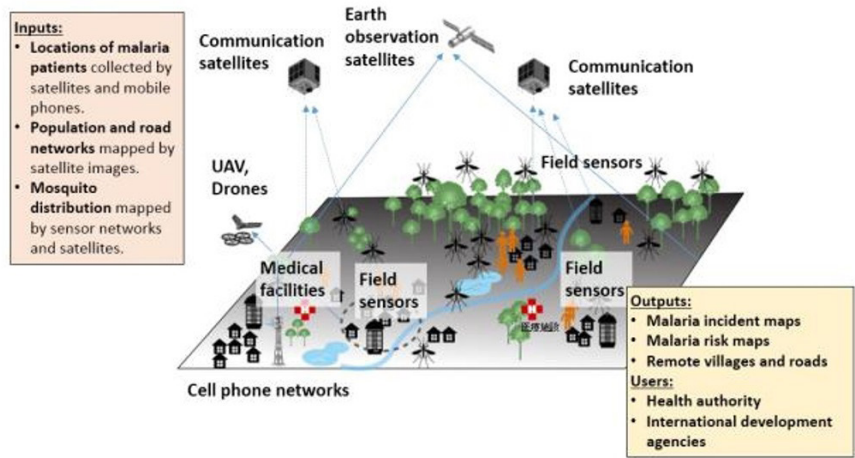 Inputs:
• Locations of malaria
patients collected by
satellites and mobile
phones.
• Population and road
networks mapped by
satellite images.
• Mosquito
distribution mapped
by sensor networks
and satellites.
Communication
satellites
Earth
observation
satellites
Communication
satellites
UAV,
Drones
Field sensors
Medical
facilities
Field
sensors
Field
sensors
Cell phone networks
Outputs:
• Malaria incident maps
• Malaria risk maps
• Remote villages and roads
Users:
• Health authority
• International development
agencies